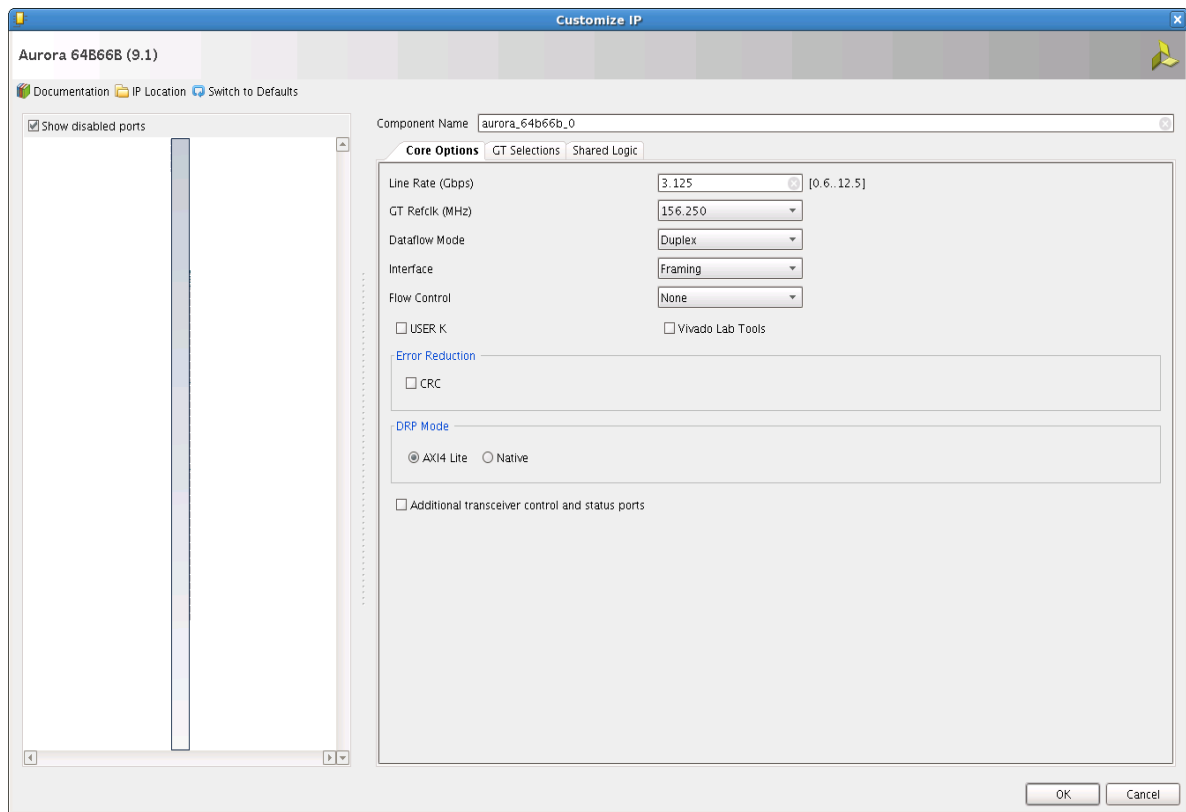 Customize IP
Aurora 64B66B (9.1)
Documentation IP Location Switch to Defaults
Show disabled ports
Component Name aurora_64b66b_0
Core Options GT Selections Shared Logic
Line Rate (Gbps) 3.125 [0.6..12.5]
GT Refclk (MHz) 156.250
Dataflow Mode Duplex
Interface Framing
Flow Control None
USER K Vivado Lab Tools
Error Reduction
CRC
DRP Mode
AXI4 Lite Native
Additional transceiver control and status ports
OK Cancel